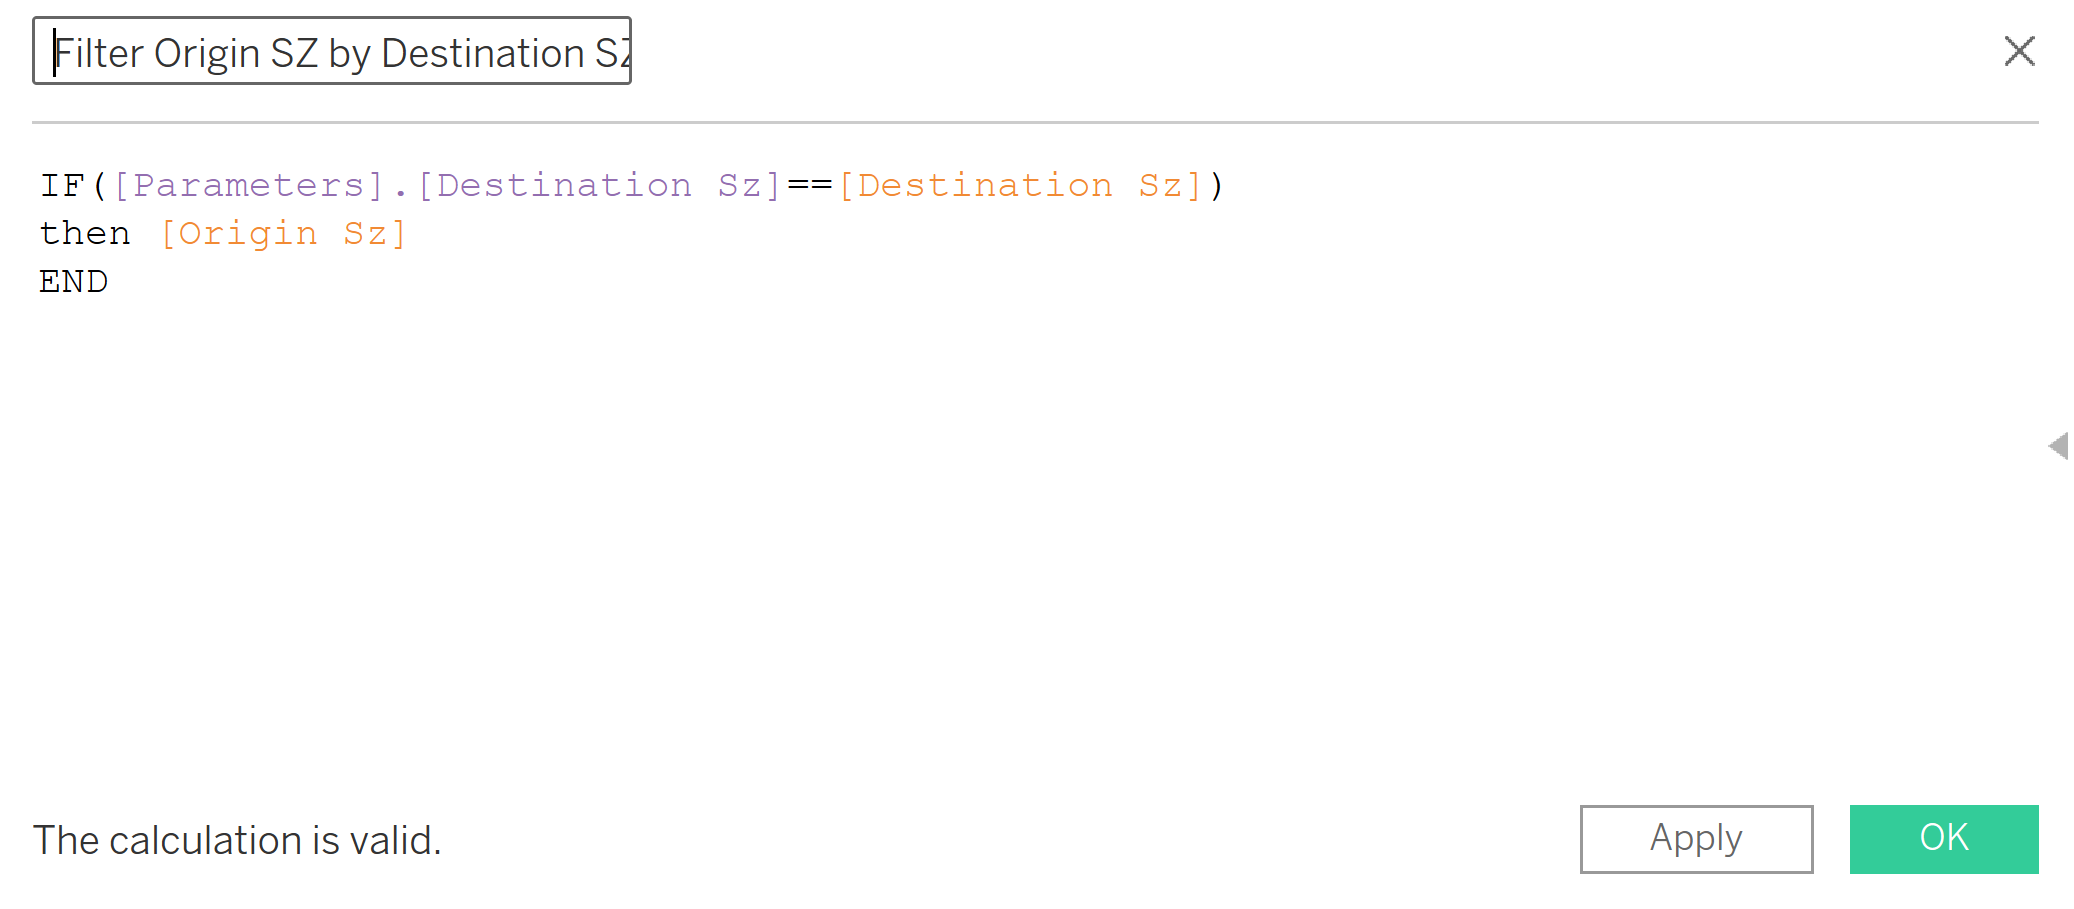 Filter Origin SZ by Destination SZ
IF([Parameters].[Destination Sz]==[Destination Sz])
then [Origin Sz]
END
The calculation is valid.
Apply
OK